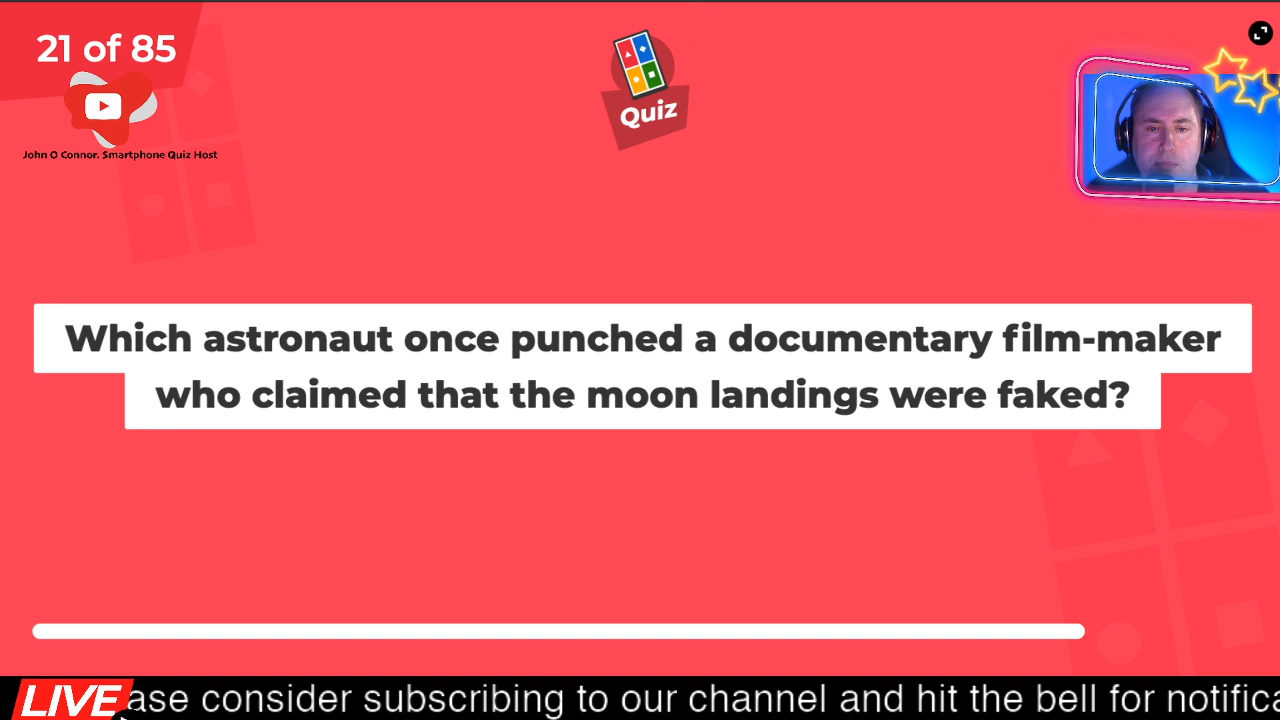 21 of 85
John O Connor. Smartphone Quiz Host
Quiz
Which astronaut once punched a documentary film-maker
who claimed that the moon landings were faked?
LIVE
ase consider subscribing to our channel and hit the bell for notifica